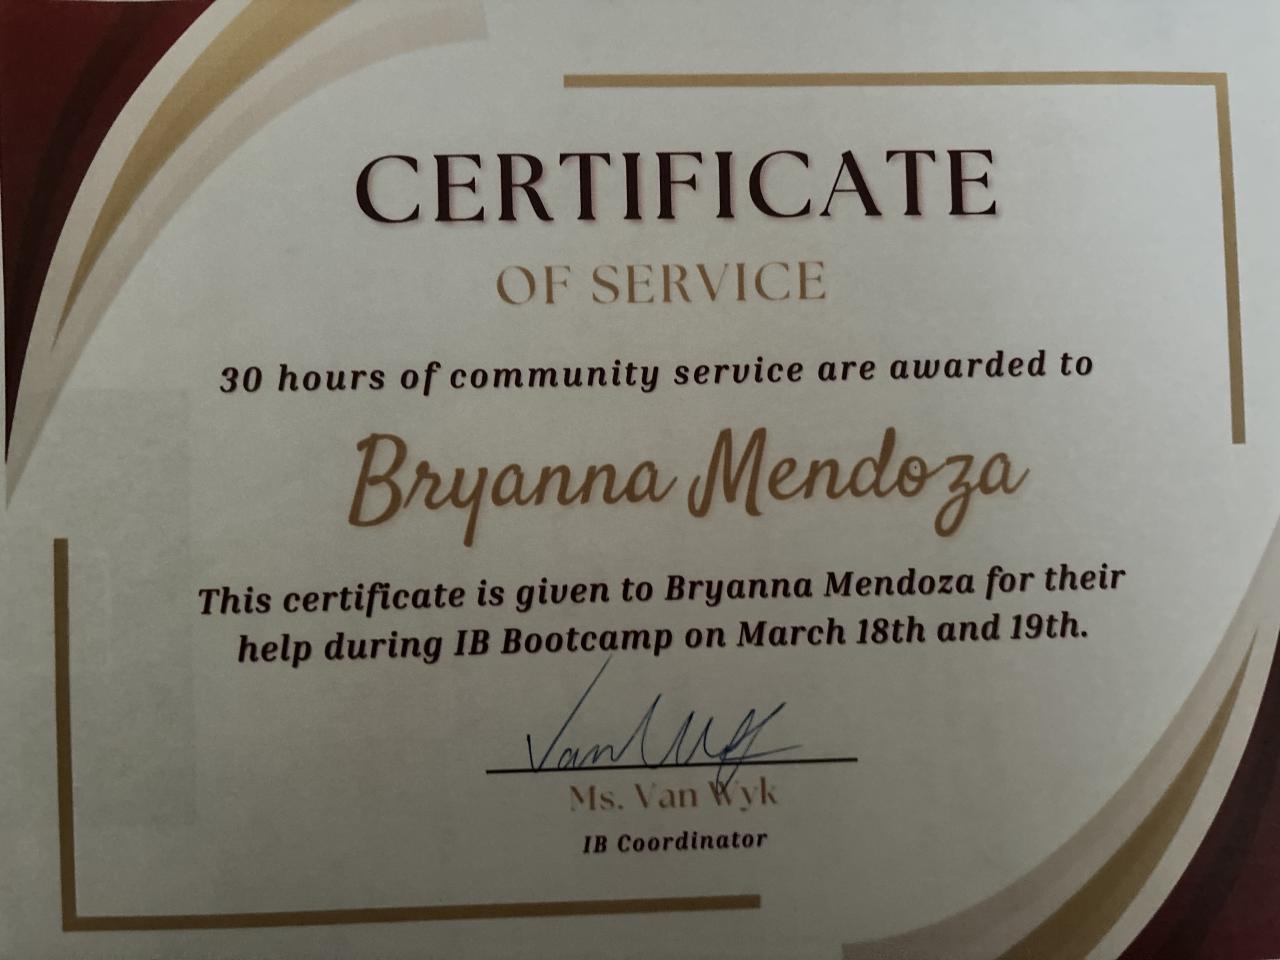 CERTIFICATE
OF SERVICE
30 hours of community service are awarded to
Bryanna Mendoza
This certificate is given to Bryanna Mendoza for their
help during IB Bootcamp on March 18th and 19th.
Ms. Van Wyk
IB Coordinator